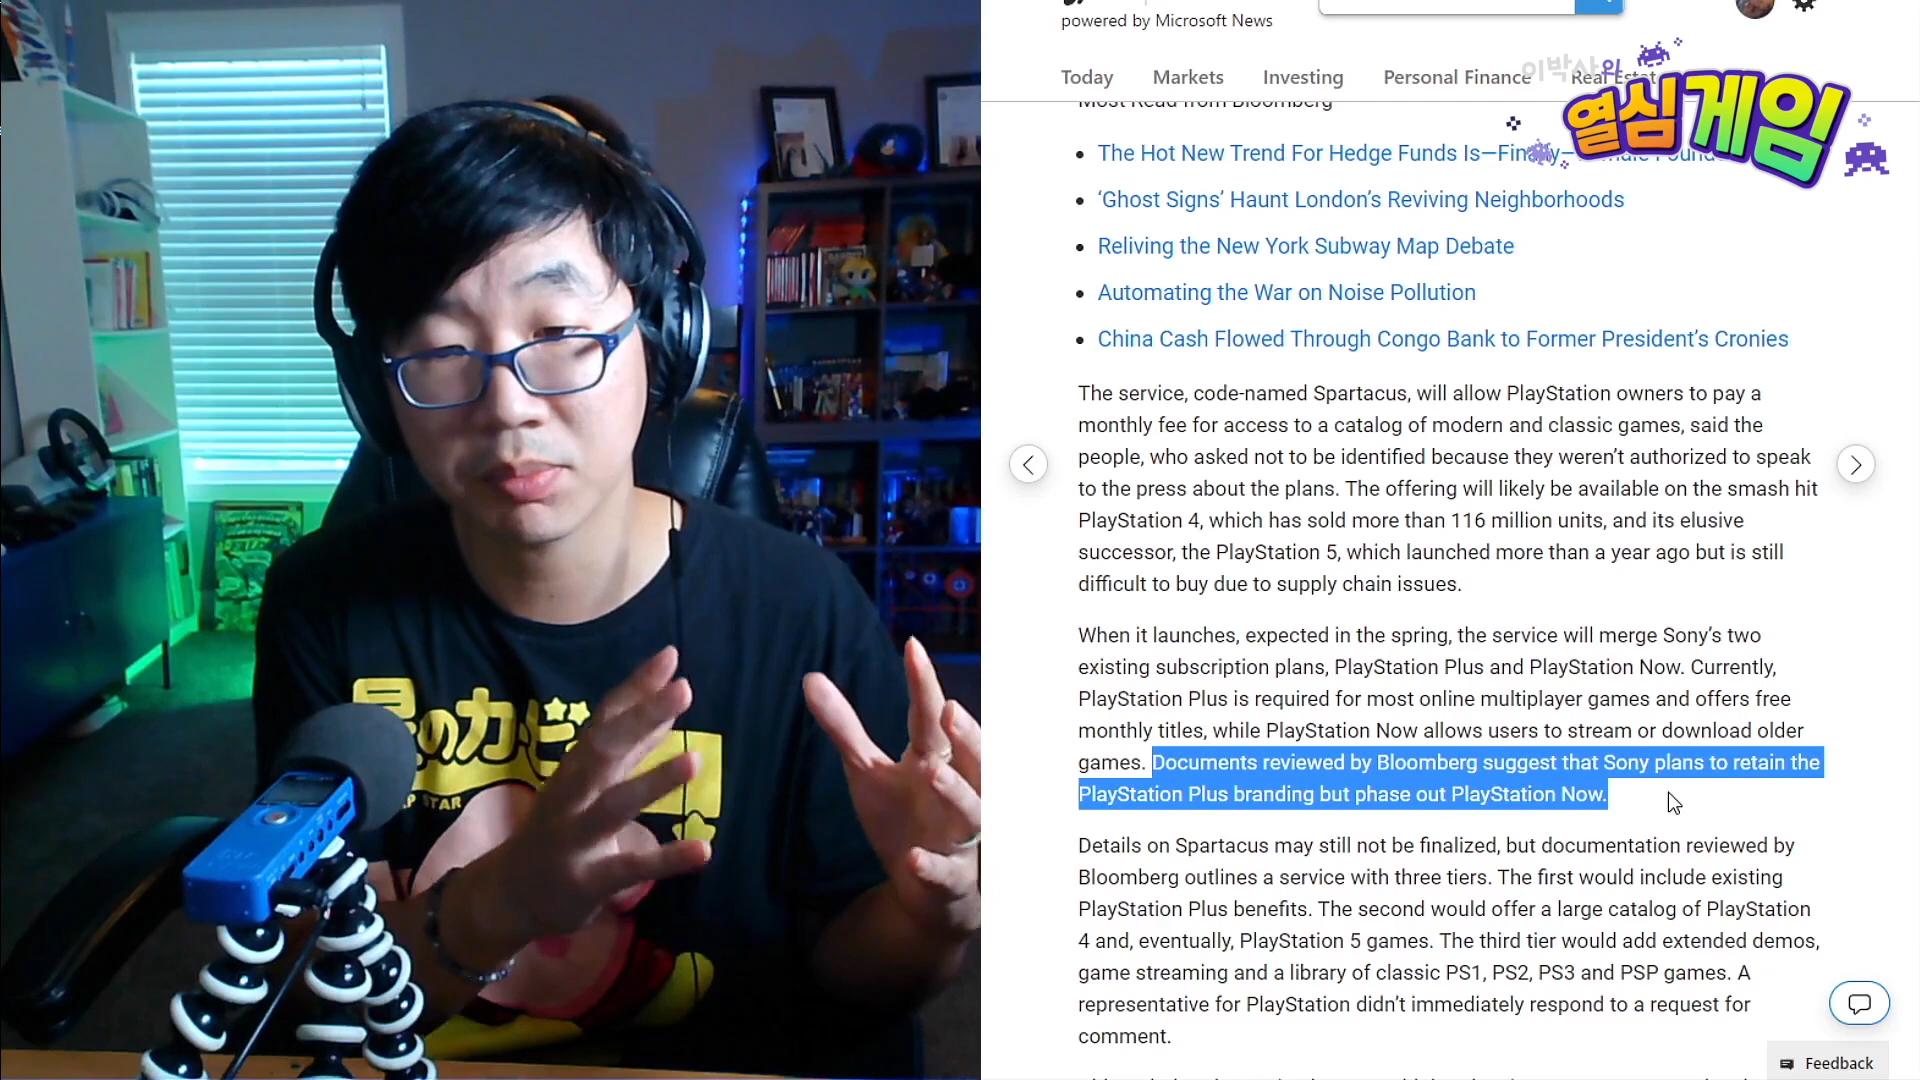 powered by Microsoft News
Today
Markets
Investing
Personal Finance
Real Estate
이박사와
열심게임
Most Read from Bloomberg
The Hot New Trend For Hedge Funds Is—Finally—
‘Ghost Signs’ Haunt London’s Reviving Neighborhoods
Reliving the New York Subway Map Debate
Automating the War on Noise Pollution
China Cash Flowed Through Congo Bank to Former President’s Cronies
The service, code-named Spartacus, will allow PlayStation owners to pay a
monthly fee for access to a catalog of modern and classic games, said the
people, who asked not to be identified because they weren’t authorized to speak
to the press about the plans. The offering will likely be available on the smash hit
PlayStation 4, which has sold more than 116 million units, and its elusive
successor, the PlayStation 5, which launched more than a year ago but is still
difficult to buy due to supply chain issues.
When it launches, expected in the spring, the service will merge Sony’s two
existing subscription plans, PlayStation Plus and PlayStation Now. Currently,
PlayStation Plus is required for most online multiplayer games and offers free
monthly titles, while PlayStation Now allows users to stream or download older
games. Documents reviewed by Bloomberg suggest that Sony plans to retain the
PlayStation Plus branding but phase out PlayStation Now.
Details on Spartacus may still not be finalized, but documentation reviewed by
Bloomberg outlines a service with three tiers. The first would include existing
PlayStation Plus benefits. The second would offer a large catalog of PlayStation
4 and, eventually, PlayStation 5 games. The third tier would add extended demos,
game streaming and a library of classic PS1, PS2, PS3 and PSP games. A
representative for PlayStation didn’t immediately respond to a request for
comment.
Feedback
STAR